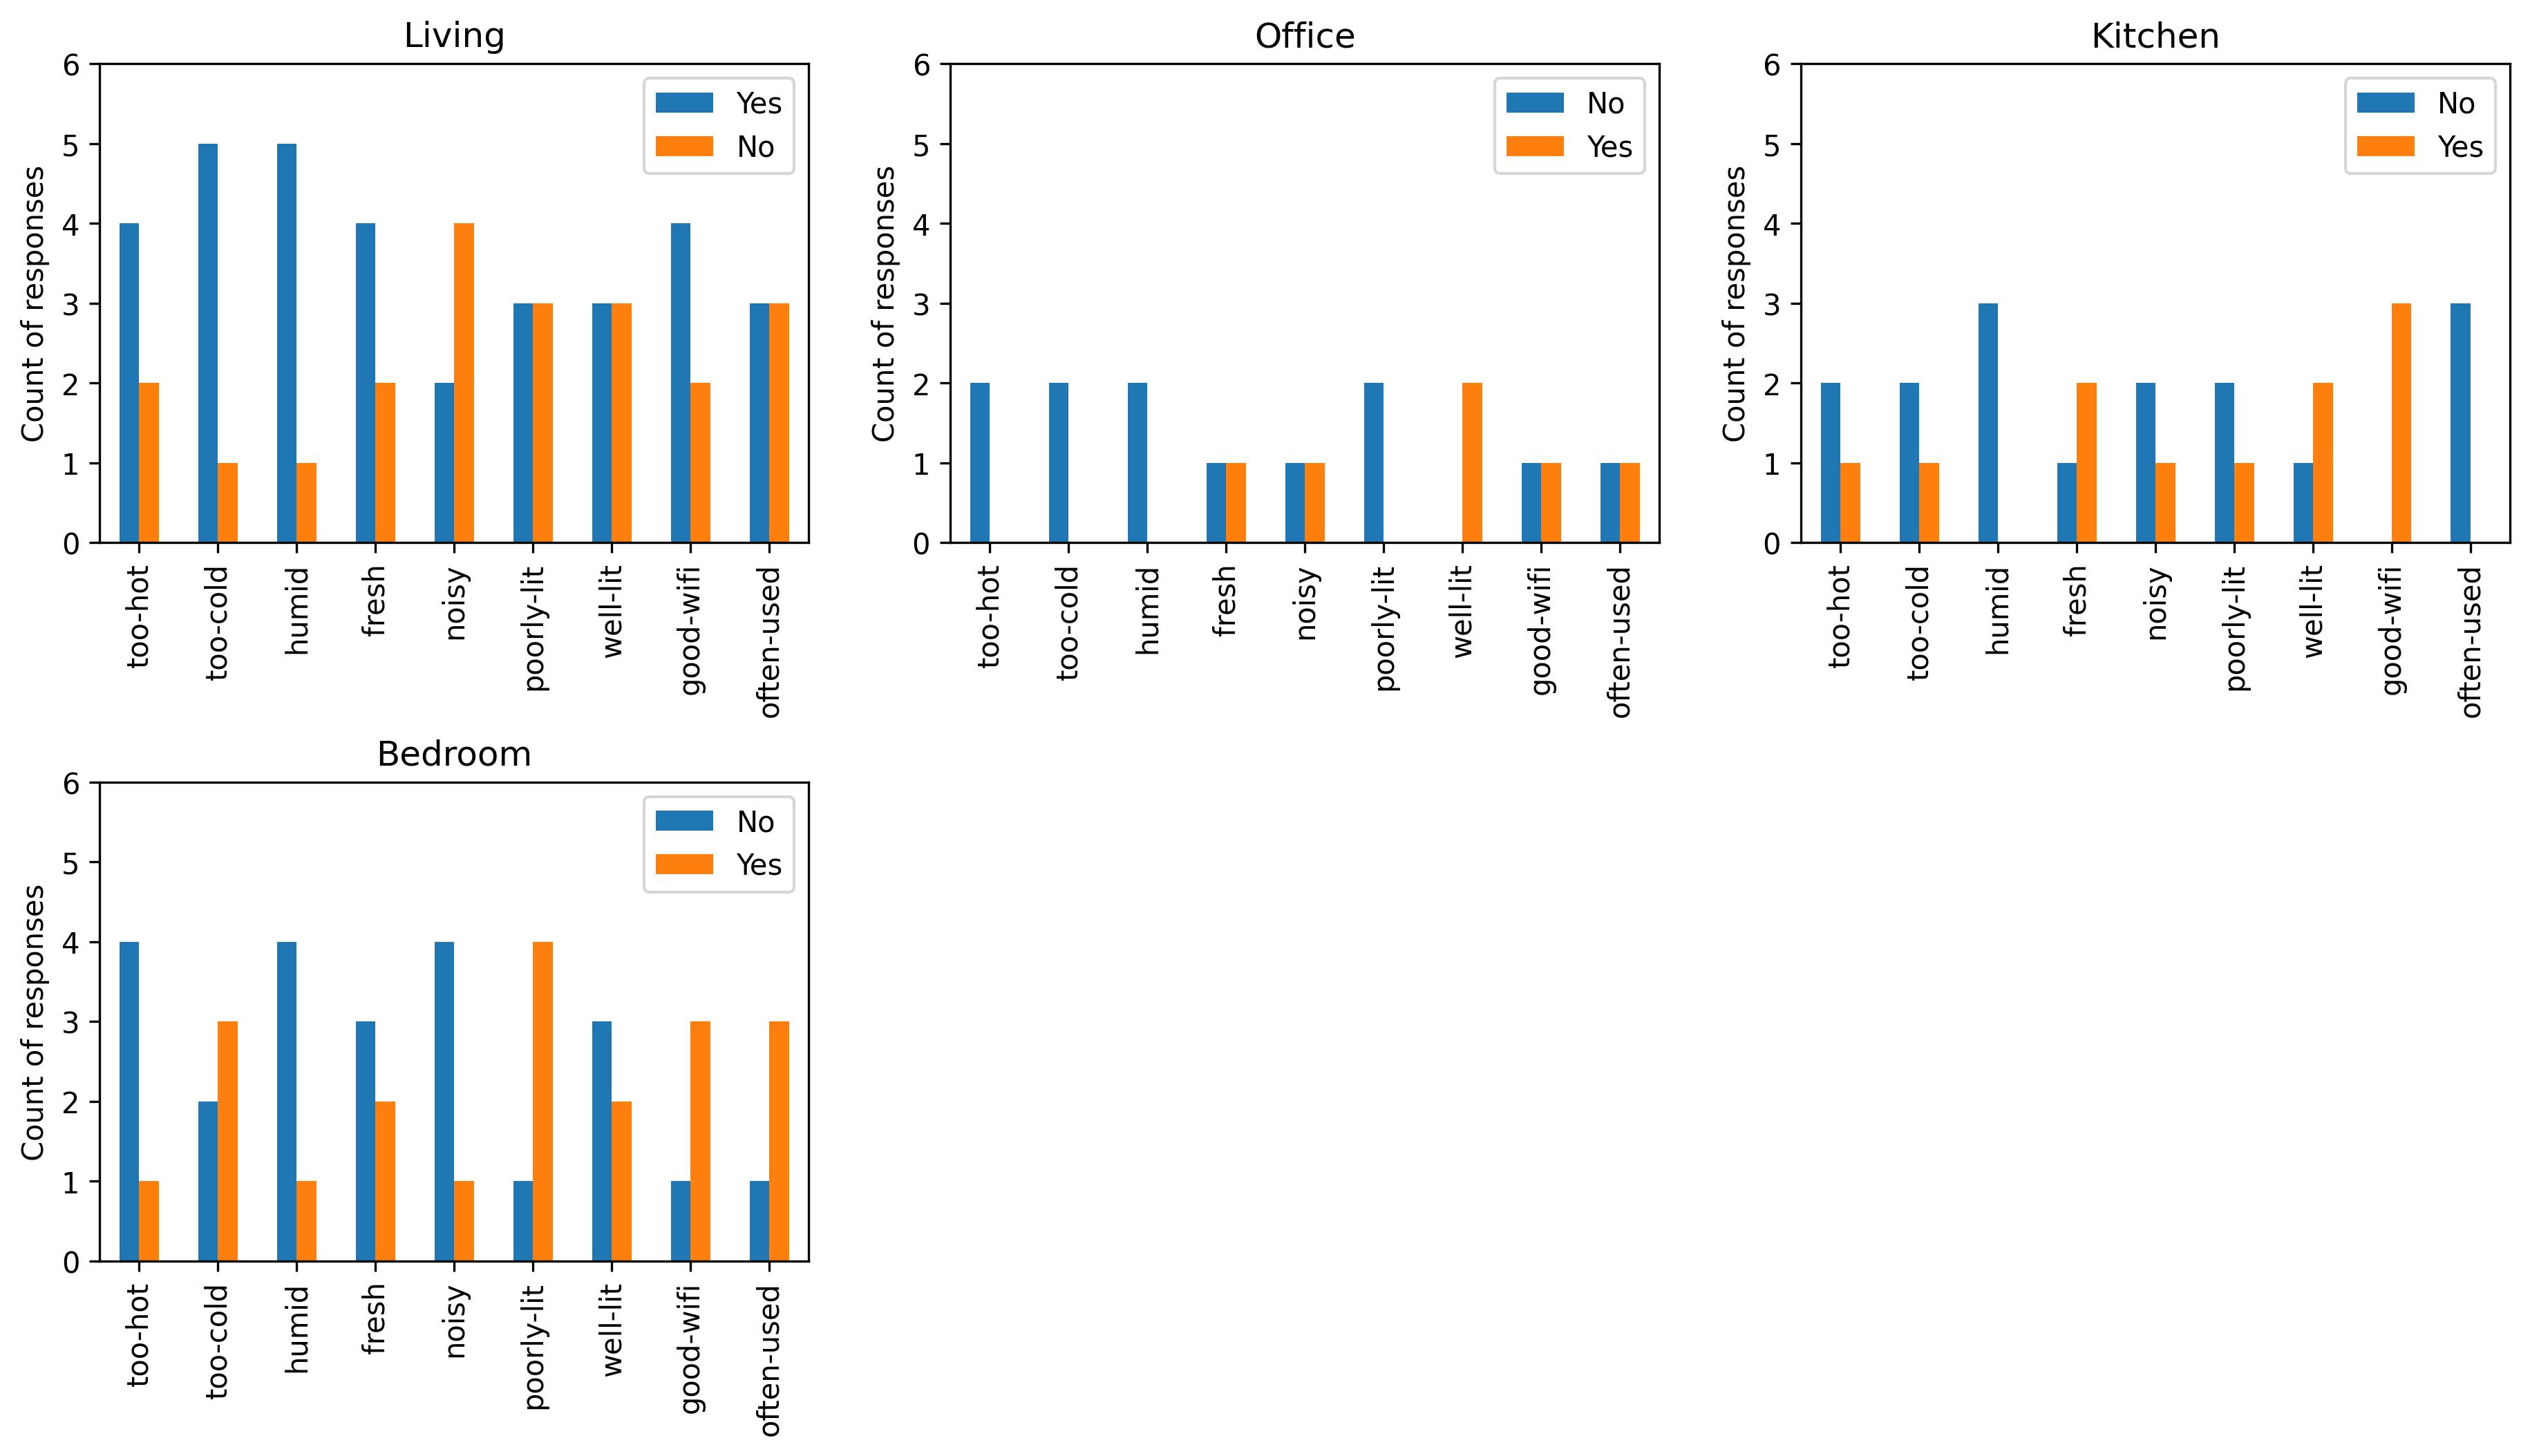 Living
Count of responses
6
5
4
3
2
1
0
Yes
No
too-hot
too-cold
humid
fresh
noisy
poorly-lit
well-lit
good-wifi
often-used
Office
Count of responses
6
5
4
3
2
1
0
No
Yes
too-hot
too-cold
humid
fresh
noisy
poorly-lit
well-lit
good-wifi
often-used
Kitchen
Count of responses
6
5
4
3
2
1
0
No
Yes
too-hot
too-cold
humid
fresh
noisy
poorly-lit
well-lit
good-wifi
often-used
Bedroom
Count of responses
6
5
4
3
2
1
0
No
Yes
too-hot
too-cold
humid
fresh
noisy
poorly-lit
well-lit
good-wifi
often-used